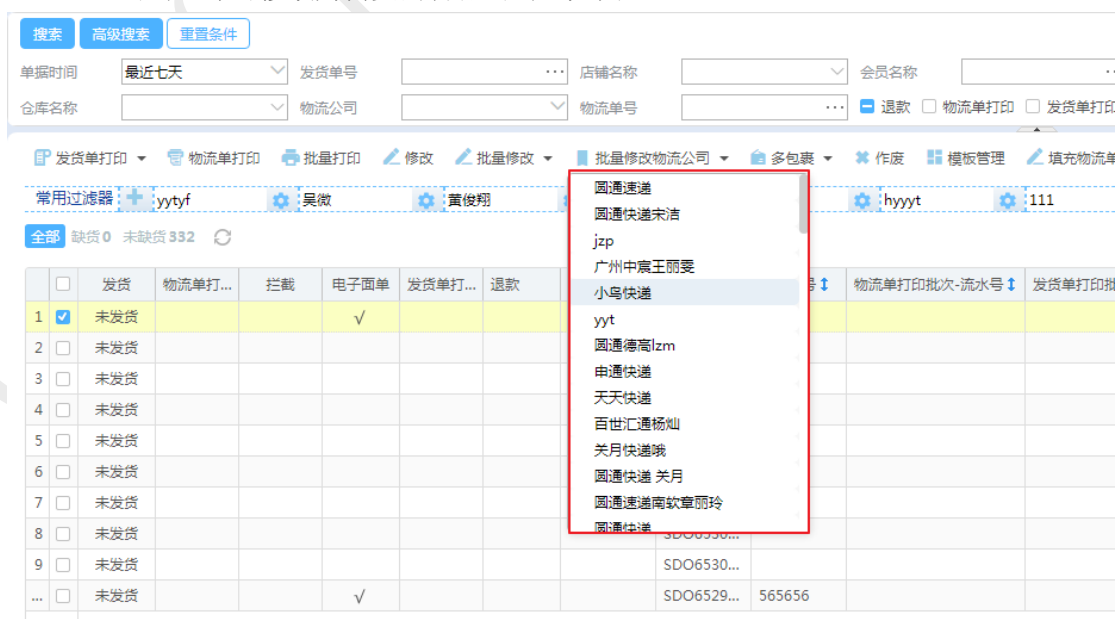 搜索 高级搜索 重置条件
单据时间 最近七天 发货单号 ... 店铺名称 会员名称
仓库名称 物流公司 物流单号 ... 退款 物流单打印 发货单打印
发货单打印 物流单打印 批量打印 修改 批量修改 批量修改物流公司 多包裹 作废 模板管理 填充物流单
常用过滤器 yytyf 吴微 黄俊翔 hyyyt 111
全部 缺货 0 未缺货 332
圆通速递
圆通快递宋洁
jzp
广州中宸王丽雯
小鸟快递
yyt
圆通德高lzm
申通快递
天天快递
百世汇通杨灿
关月快递哦
圆通快递 关月
圆通速递南软章丽玲
圆通快递
发货 物流单打... 拦截 电子面单 发货单打... 退款 号 物流单打印批次-流水号 发货单打印批
1 未发货 √
2 未发货
3 未发货
4 未发货
5 未发货
6 未发货
7 未发货
8 未发货 SDO6530...
9 未发货 SDO6530...
... 未发货 √ SDO6529... 565656